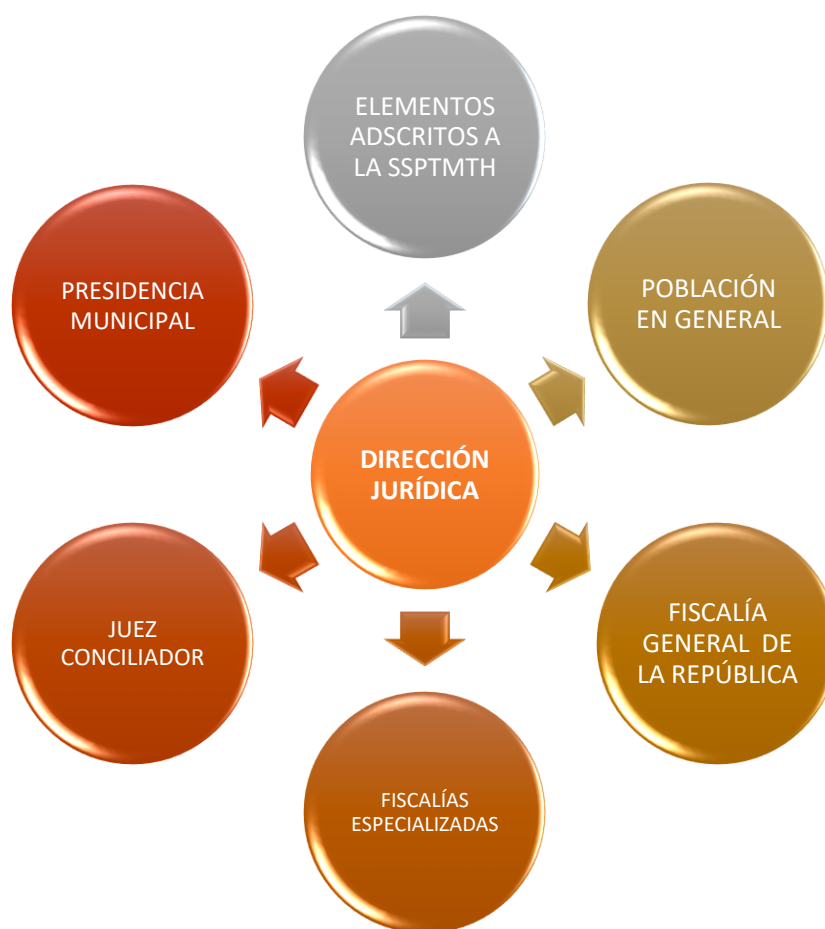 ELEMENTOS
ADSCRITOS A
LA SSPTMTH
PRESIDENCIA
MUNICIPAL
POBLACIÓN
EN GENERAL
DIRECCIÓN
JURÍDICA
JUEZ
CONCILIADOR
FISCALÍA
GENERAL DE
LA REPÚBLICA
FISCALÍAS
ESPECIALIZADAS